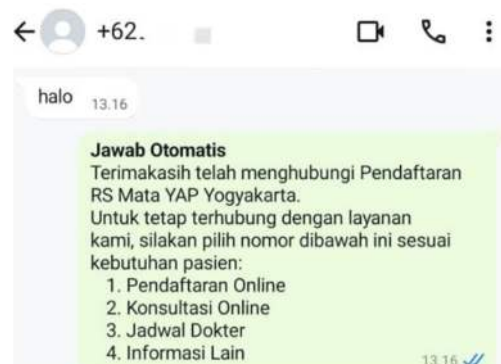 +62.
halo 13.16
Jawab Otomatis
Terimakasih telah menghubungi Pendaftaran
RS Mata YAP Yogyakarta.
Untuk tetap terhubung dengan layanan
kami, silakan pilih nomor dibawah ini sesuai
kebutuhan pasien:
1. Pendaftaran Online
2. Konsultasi Online
3. Jadwal Dokter
4. Informasi Lain
13.16